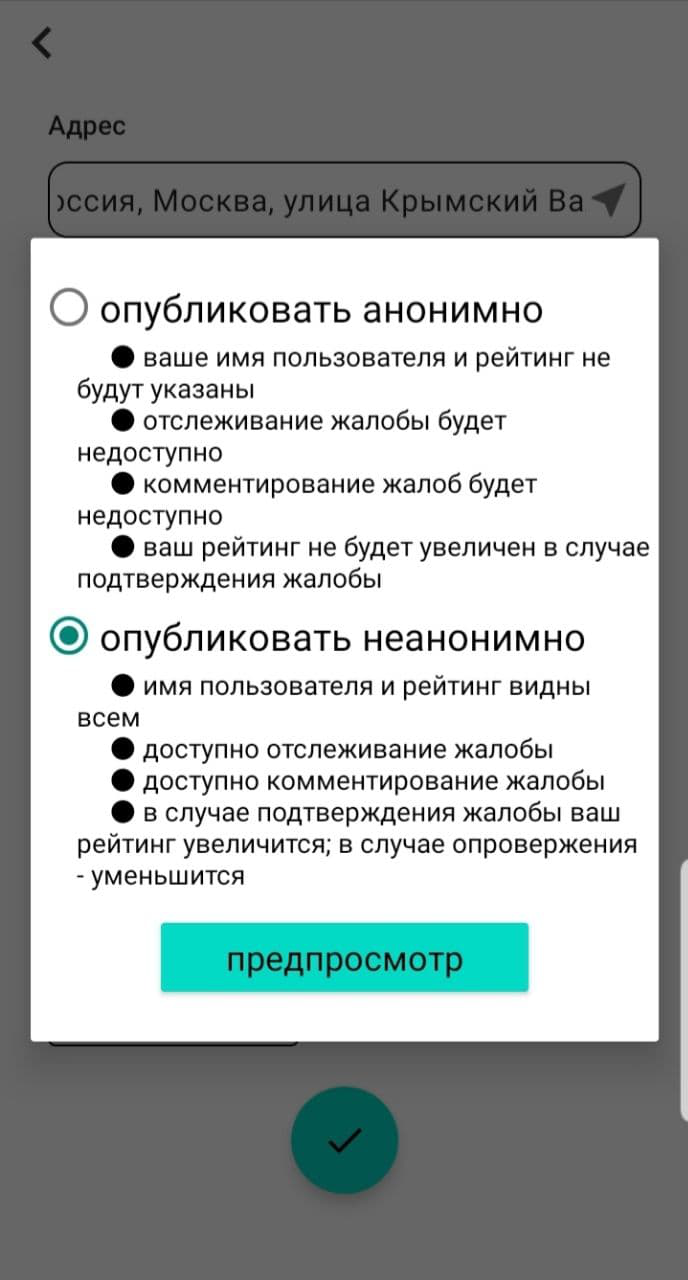 Адрес
оссия, Москва, улица Крымский Ва
опубликовать анонимно
● ваше имя пользователя и рейтинг не
будут указаны
● отслеживание жалобы будет
недоступно
● комментирование жалоб будет
недоступно
● ваш рейтинг не будет увеличен в случае
подтверждения жалобы
опубликовать неанонимно
● имя пользователя и рейтинг видны
всем
● доступно отслеживание жалобы
● доступно комментирование жалобы
● в случае подтверждения жалобы ваш
рейтинг увеличится; в случае опровержения
- уменьшится
предпросмотр